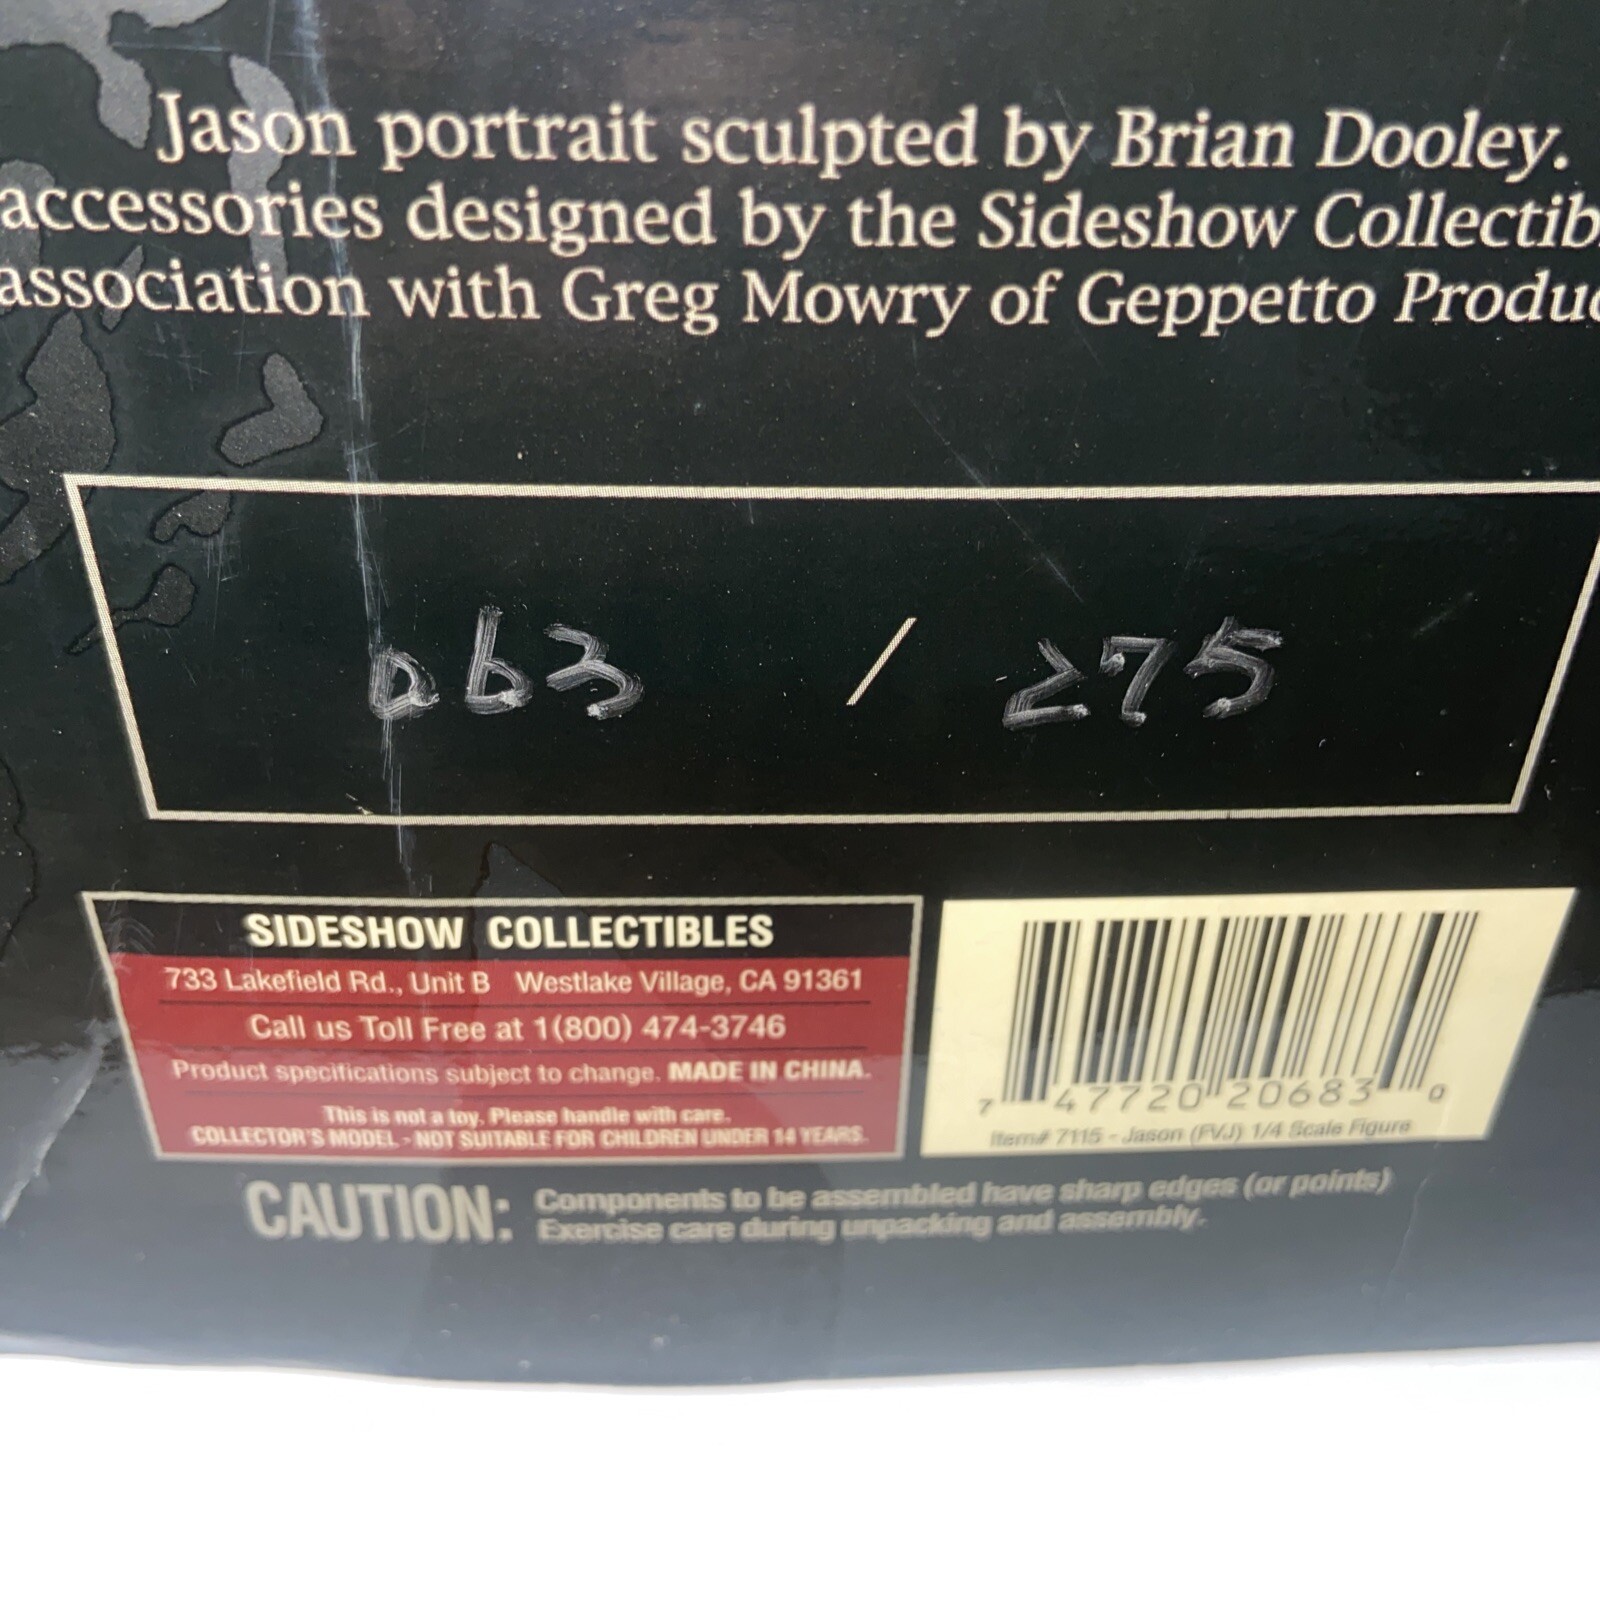 Jason portrait sculpted by Brian Dooley.
accessories designed by the Sideshow Collectib
association with Greg Mowry of Geppetto Produc
063 / 275
SIDESHOW COLLECTIBLES
733 Lakefield Rd., Unit B Westlake Village, CA 91361
Call us Toll Free at 1(800) 474-3746
Product specifications subject to change. MADE IN CHINA.
This is not a toy. Please handle with care.
COLLECTOR'S MODEL - NOT SUITABLE FOR CHILDREN UNDER 14 YEARS.
7 47720 20683 0
Item# 7115 - Jason (FVJ) 1/4 Scale Figure
CAUTION: Components to be assembled have sharp edges (or points)
Exercise care during unpacking and assembly.